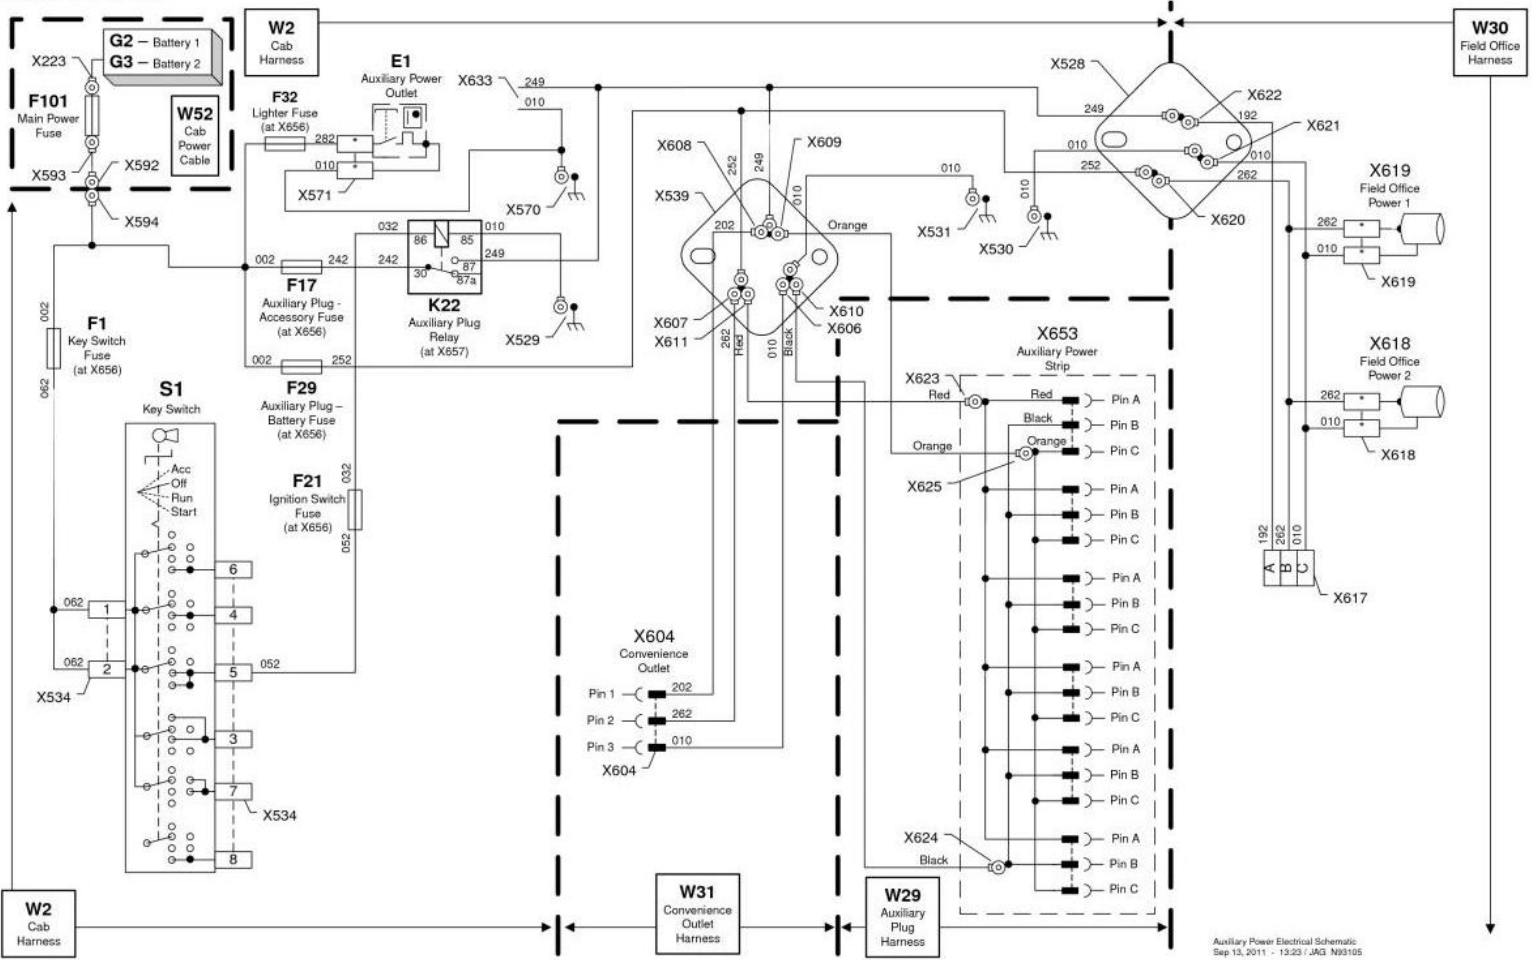 W2
Cab
Harness
W30
Field Office
Harness
G2 – Battery 1
G3 – Battery 2
X223
F101
Main Power
Fuse
W52
Cab
Power
Cable
X593
X592
X594
E1
Auxiliary Power
Outlet
F32
Lighter Fuse
(at X656)
282
*
010
*
X571
X633
249
010
X570
032
010
86
85
249
87
30
87a
K22
Auxiliary Plug
Relay
(at X657)
X529
002
242
242
F17
Auxiliary Plug -
Accessory Fuse
(at X656)
002
252
F29
Auxiliary Plug –
Battery Fuse
(at X656)
002
F1
Key Switch
Fuse
(at X656)
062
S1
Key Switch
Acc
Off
Run
Start
032
F21
Ignition Switch
Fuse
(at X656)
052
6
062
1
4
062
2
5
052
X534
3
7
X534
8
X608
X609
X539
252
249
010
202
Orange
X607
X611
X610
X606
262
Red
010
Black
010
X531
010
X530
X528
249
X622
192
X621
010
010
252
262
X620
X619
Field Office
Power 1
262
*
010
*
X619
X618
Field Office
Power 2
262
*
010
*
X618
192
262
010
A
B
C
X617
X653
Auxiliary Power
Strip
X623
Red
Red
Pin A
Black
Pin B
Orange
Orange
Pin C
X625
Pin A
Pin B
Pin C
Pin A
Pin B
Pin C
Pin A
Pin B
Pin C
Pin A
Pin B
Pin C
X624
Pin A
Black
Pin B
Pin C
X604
Convenience
Outlet
Pin 1
202
Pin 2
262
Pin 3
010
X604
W2
Cab
Harness
W31
Convenience
Outlet
Harness
W29
Auxiliary
Plug
Harness
Auxiliary Power Electrical Schematic
Sep 13, 2011 - 13:23 / JAG N93105